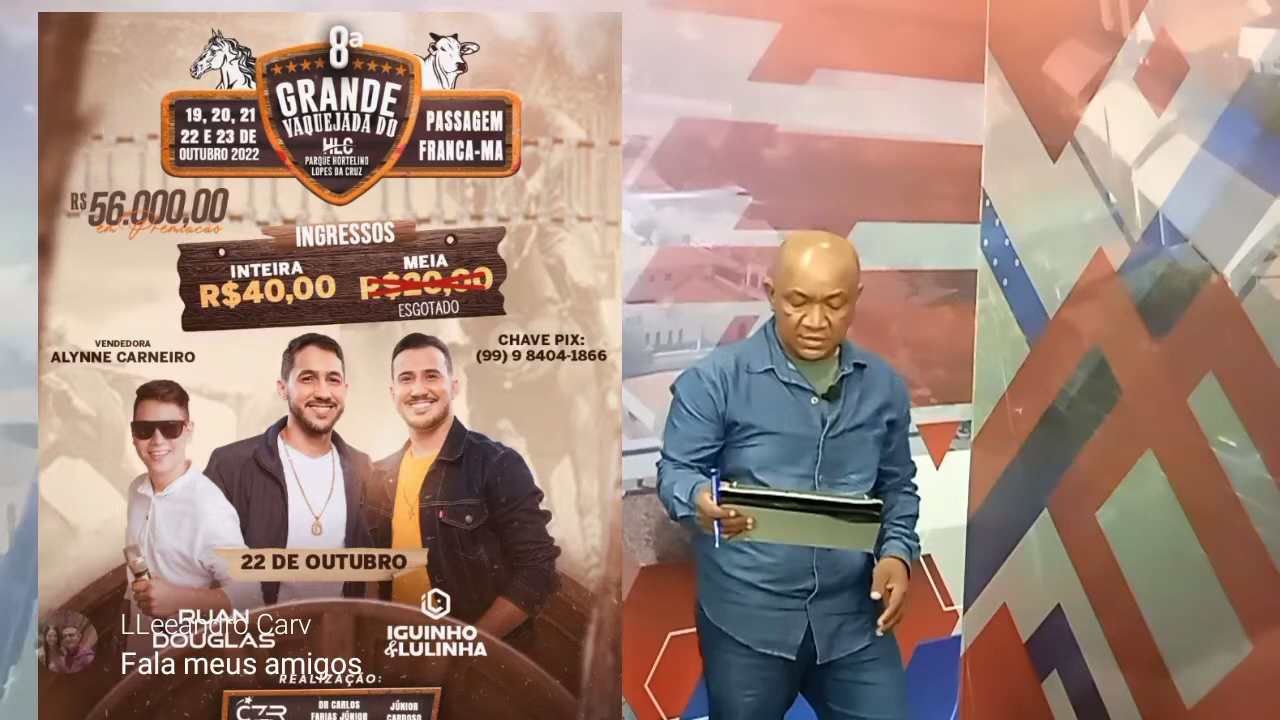 8ª
GRANDE
VAQUEJADA DO
HLC
PARQUE HORTELINO
LOPES DA CRUZ
19, 20, 21
22 E 23 DE
OUTUBRO 2022
PASSAGEM
FRANCA-MA
R$ 56.000,00
em Premiação
INGRESSOS
INTEIRA
R$40,00
MEIA
R$20,00
ESGOTADO
VENDEDORA
ALYNNE CARNEIRO
CHAVE PIX:
(99) 9 8404-1866
22 DE OUTUBRO
RUAN
DOUGLAS
IGUINHO
&LULINHA
Carv
Fala meus amigos
REALIZAÇÃO:
CZR
DR CARLOS
FARIAS JÚNIOR
JÚNIOR
CARDOSO